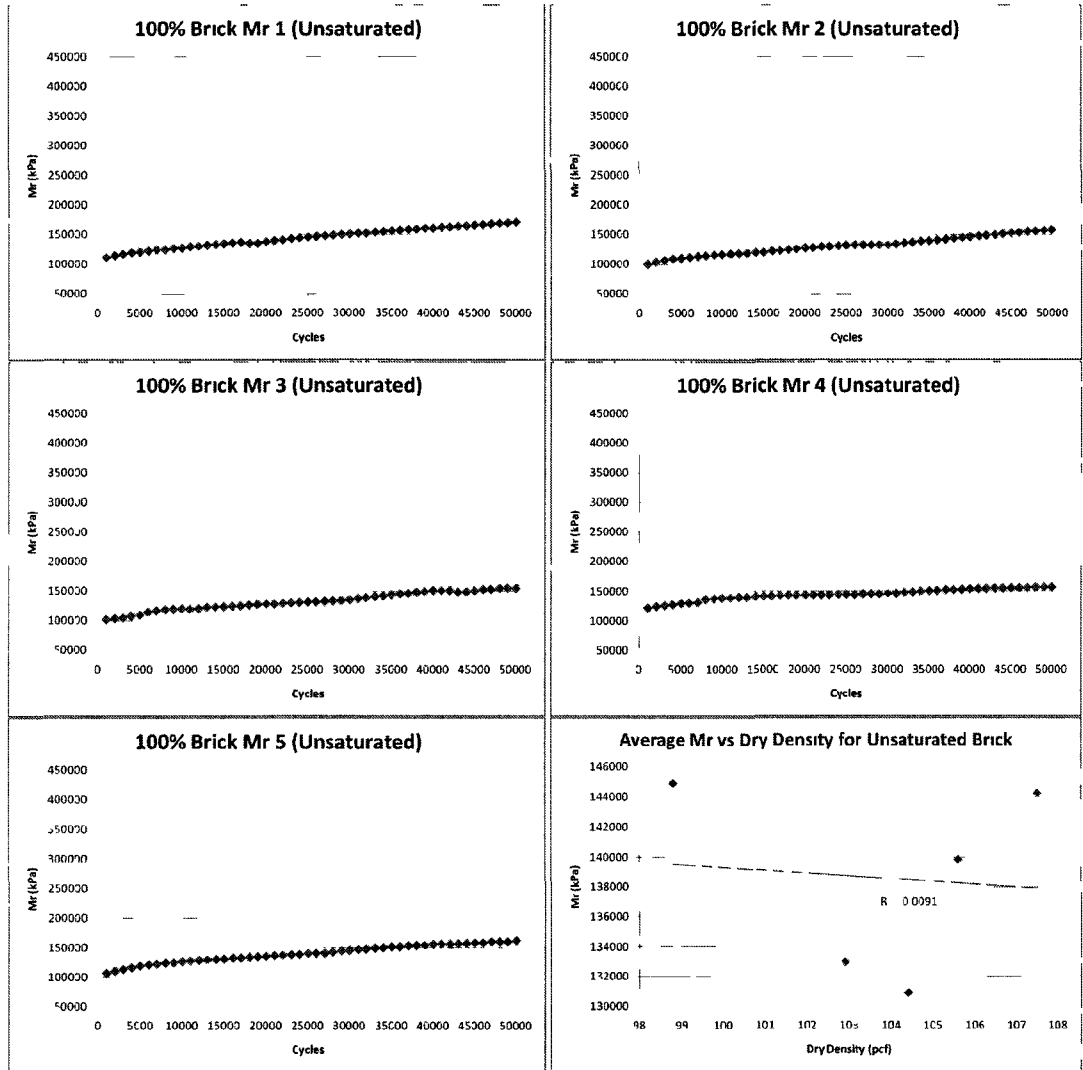 100% Brick Mr 1 (Unsaturated)
450000
400000
350000
300000
250000
200000
150000
100000
50000
Mr (kPa)
0 5000 10000 15000 20000 25000 30000 35000 40000 45000 50000
Cycles
100% Brick Mr 2 (Unsaturated)
450000
400000
350000
300000
250000
200000
150000
100000
50000
Mr (kPa)
0 5000 10000 15000 20000 25000 30000 35000 40000 45000 50000
Cycles
100% Brick Mr 3 (Unsaturated)
450000
400000
350000
300000
250000
200000
150000
100000
50000
Mr (kPa)
0 5000 10000 15000 20000 25000 30000 35000 40000 45000 50000
Cycles
100% Brick Mr 4 (Unsaturated)
450000
400000
350000
300000
250000
200000
150000
100000
50000
Mr (kPa)
0 5000 10000 15000 20000 25000 30000 35000 40000 45000 50000
Cycles
100% Brick Mr 5 (Unsaturated)
450000
400000
350000
300000
250000
200000
150000
100000
50000
Mr (kPa)
0 5000 10000 15000 20000 25000 30000 35000 40000 45000 50000
Cycles
Average Mr vs Dry Density for Unsaturated Brick
146000
144000
142000
140000
138000
136000
134000
132000
130000
Mr (kPa)
R 0.0091
98 99 100 101 102 103 104 105 106 107 108
Dry Density (pcf)